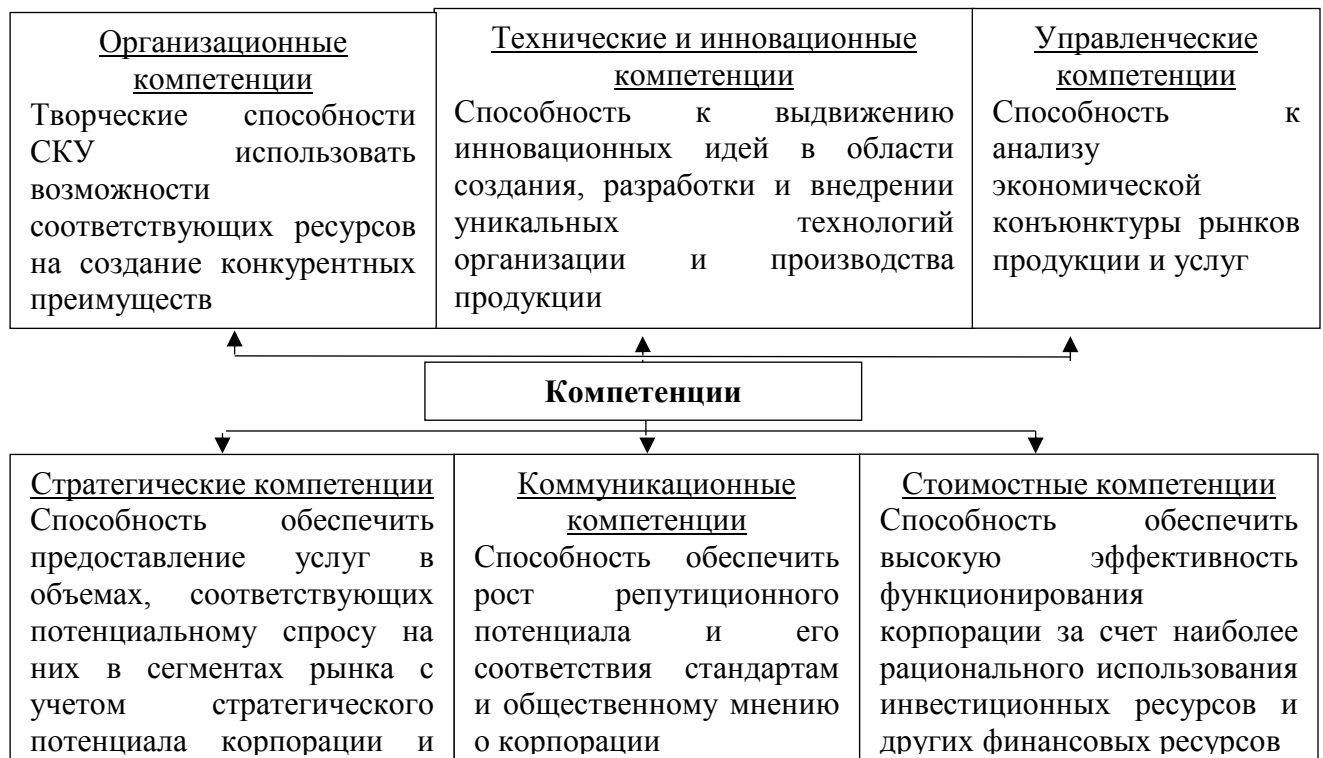 Организационные
компетенции
Творческие способности
СКУ использовать
возможности
соответствующих ресурсов
на создание конкурентных
преимуществ
Технические и инновационные
компетенции
Способность к выдвижению
инновационных идей в области
создания, разработки и внедрении
уникальных технологий
организации и производства
продукции
Управленческие
компетенции
Способность к
анализу
экономической
конъюнктуры рынков
продукции и услуг
Компетенции
Стратегические компетенции
Способность обеспечить
предоставление услуг в
объемах, соответствующих
потенциальному спросу на
них в сегментах рынка с
учетом стратегического
потенциала корпорации и
Коммуникационные
компетенции
Способность обеспечить
рост репутиционного
потенциала и его
соответствия стандартам
и общественному мнению
о корпорации
Стоимостные компетенции
Способность обеспечить
высокую эффективность
функционирования
корпорации за счет наиболее
рационального использования
инвестиционных ресурсов и
других финансовых ресурсов